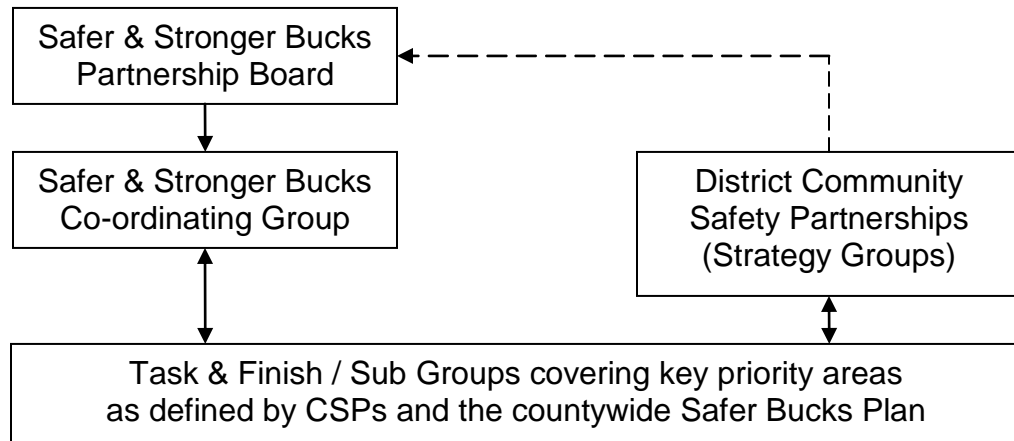 Safer & Stronger Bucks
Partnership Board
Safer & Stronger Bucks
Co-ordinating Group
District Community
Safety Partnerships
(Strategy Groups)
Task & Finish / Sub Groups covering key priority areas
as defined by CSPs and the countywide Safer Bucks Plan